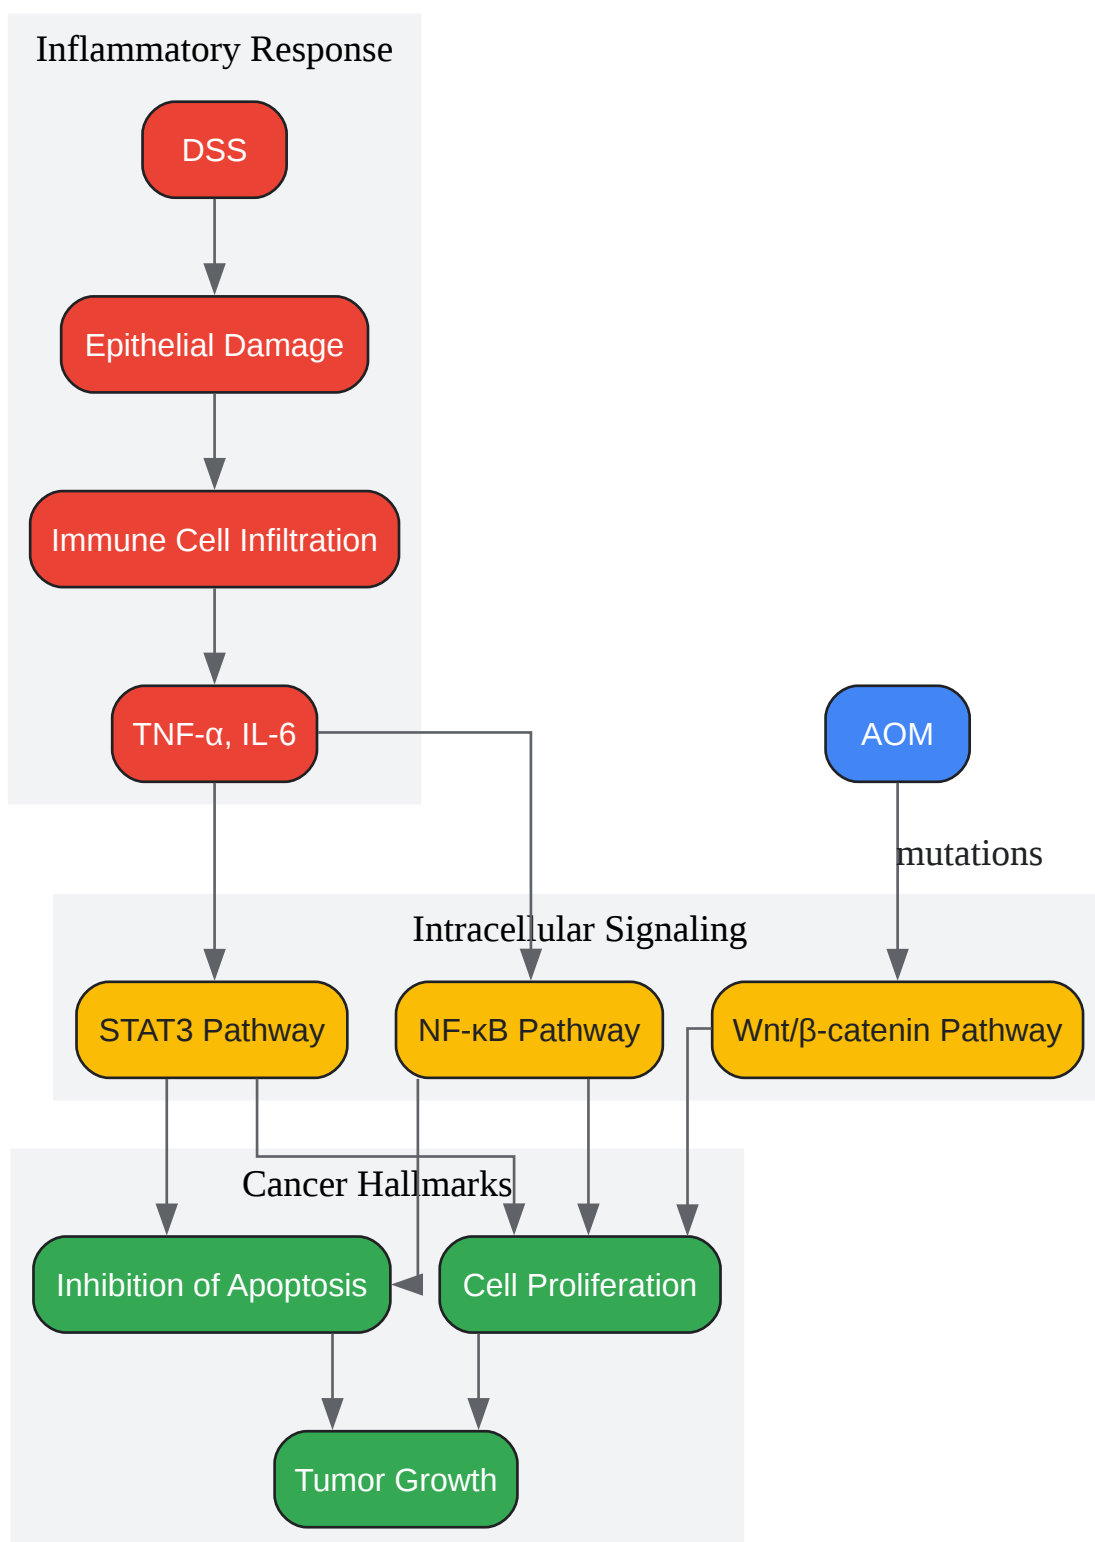 Inflammatory Response
DSS
Epithelial Damage
Immune Cell Infiltration
TNF-α, IL-6
AOM
mutations
Intracellular Signaling
STAT3 Pathway
NF-κB Pathway
Wnt/β-catenin Pathway
Cancer Hallmarks
Inhibition of Apoptosis
Cell Proliferation
Tumor Growth